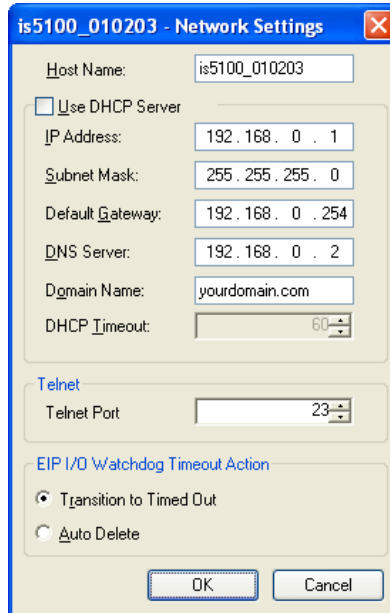 is5100_010203 - Network Settings
Host Name: is5100_010203
Use DHCP Server
IP Address: 192 . 168 . 0 . 1
Subnet Mask: 255 . 255 . 255 . 0
Default Gateway: 192 . 168 . 0 . 254
DNS Server: 192 . 168 . 0 . 2
Domain Name: yourdomain.com
DHCP Timeout: 60
Telnet
Telnet Port 23
EIP I/O Watchdog Timeout Action
Transition to Timed Out
Auto Delete
OK Cancel